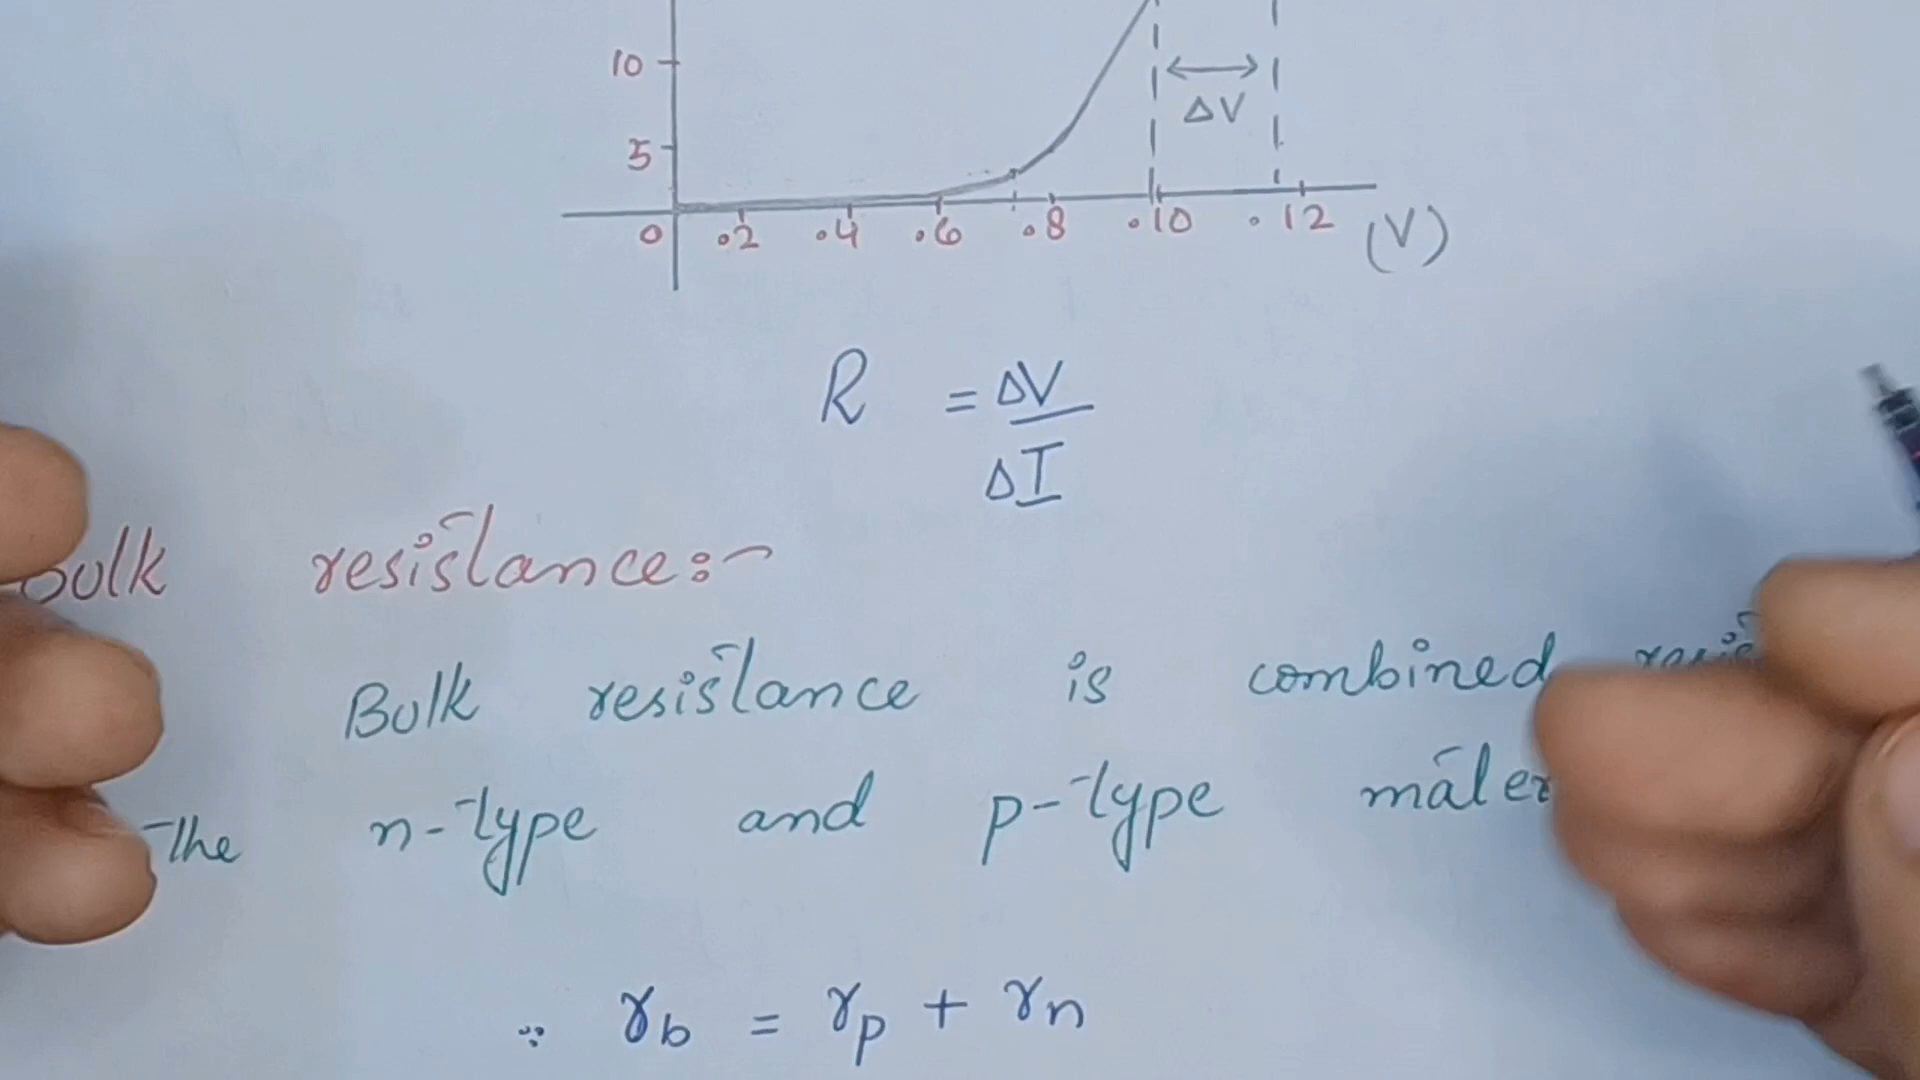 10
ΔV
5
0 .2 .4 .6 .8 .10 .12 (V)
R = ΔV
ΔI
resistance:-
Bulk resistance is combined
The n-type and p-type
∵ rb = rp + rn